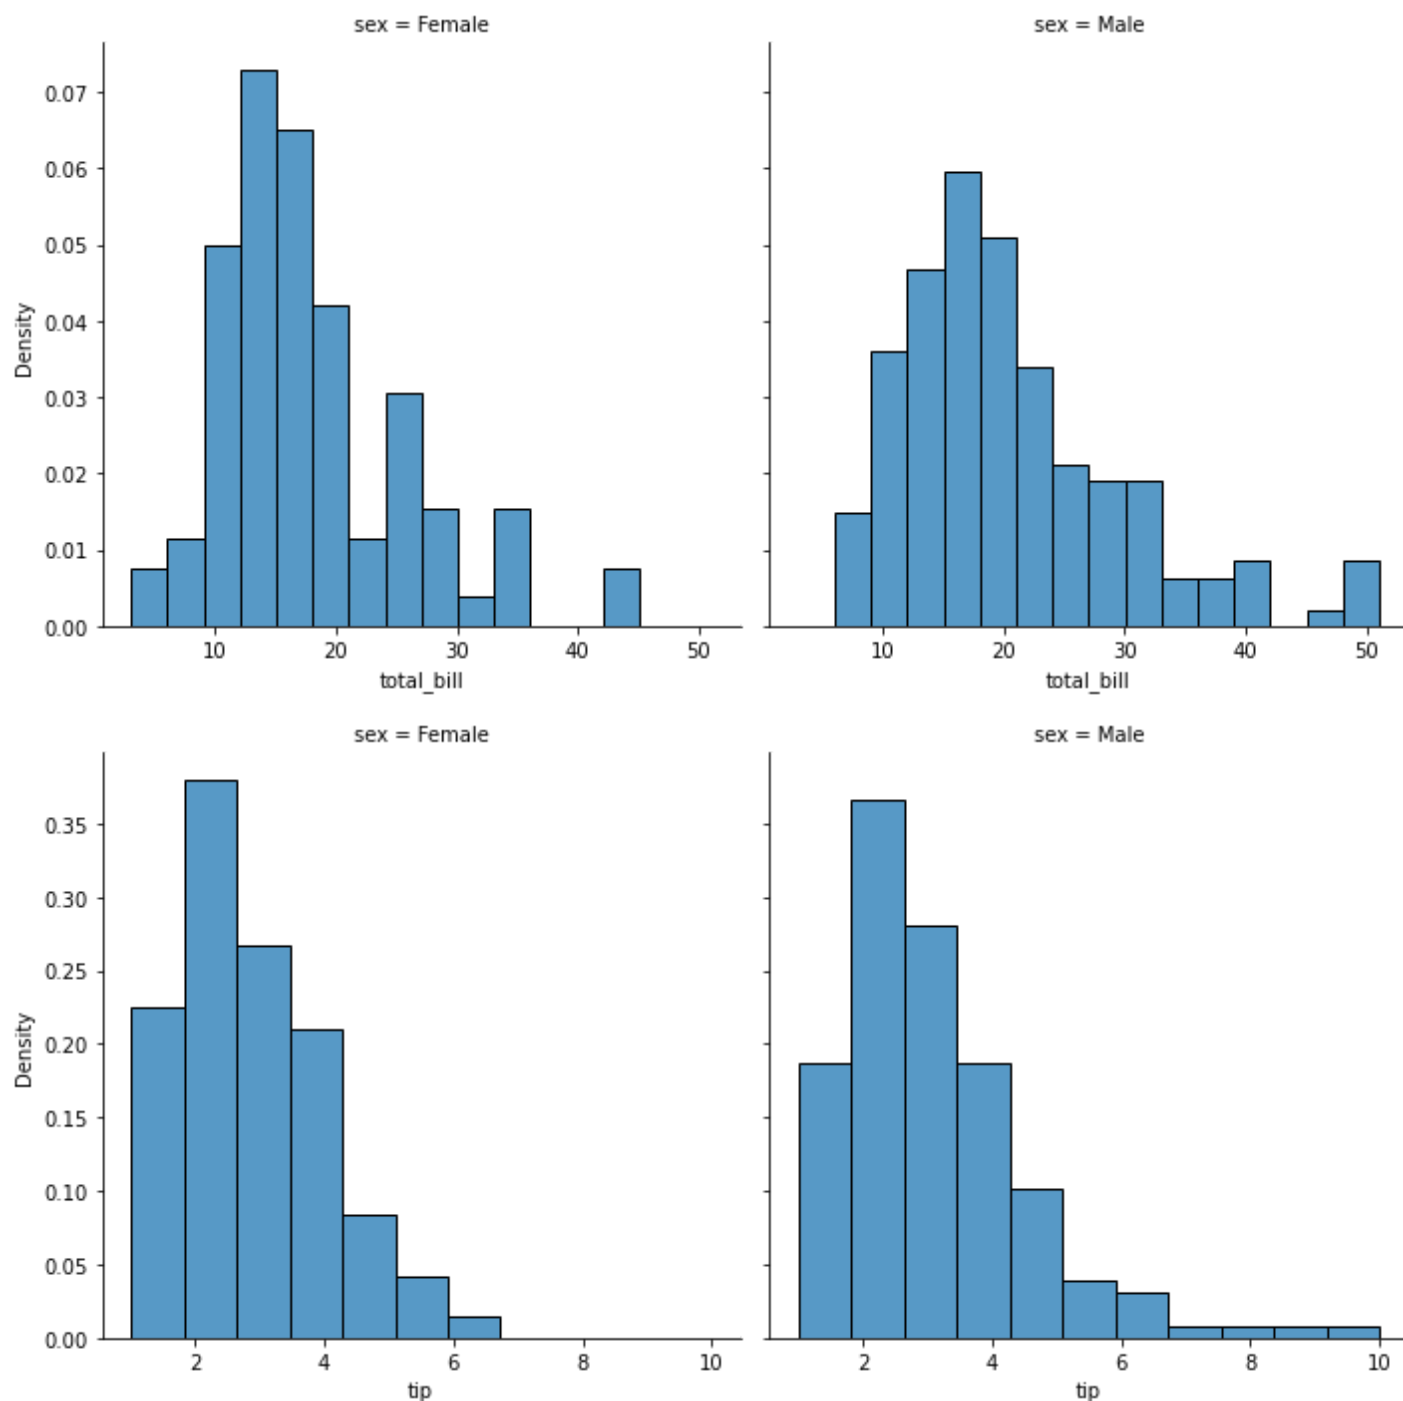 sex = Female
sex = Male
0.07
0.06
0.05
0.04
0.03
0.02
0.01
0.00
Density
10 20 30 40 50
10 20 30 40 50
total_bill
total_bill
sex = Female
sex = Male
0.35
0.30
0.25
0.20
0.15
0.10
0.05
0.00
Density
2 4 6 8 10
2 4 6 8 10
tip
tip